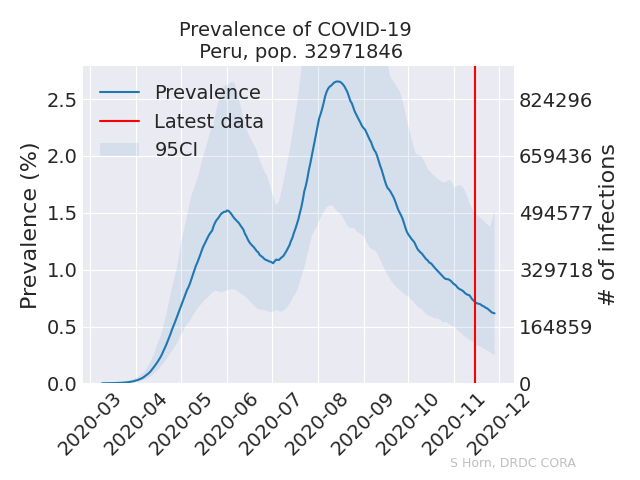 Prevalence of COVID-19
Peru, pop. 32971846
Prevalence
Latest data
95CI
Prevalence (%)
2.5
2.0
1.5
1.0
0.5
0.0
824296
659436
494577
329718
164859
0
# of infections
2020-03
2020-04
2020-05
2020-06
2020-07
2020-08
2020-09
2020-10
2020-11
2020-12
S Horn, DRDC CORA